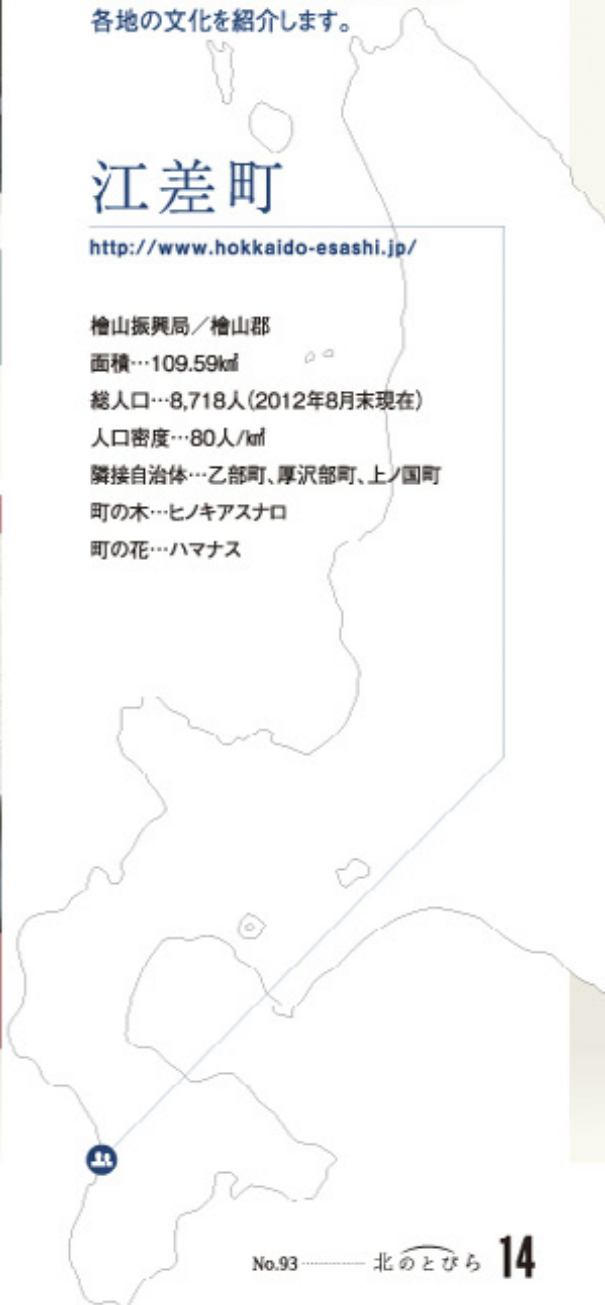 各地の文化を紹介します。
江差町
http://www.hokkaido-esashi.jp/
檜山振興局／檜山郡
面積…109.59㎢
総人口…8,718人(2012年8月末現在)
人口密度…80人/㎢
隣接自治体…乙部町、厚沢部町、上ノ国町
町の木…ヒノキアスナロ
町の花…ハマナス
No.93 ……… 北のとびら 14